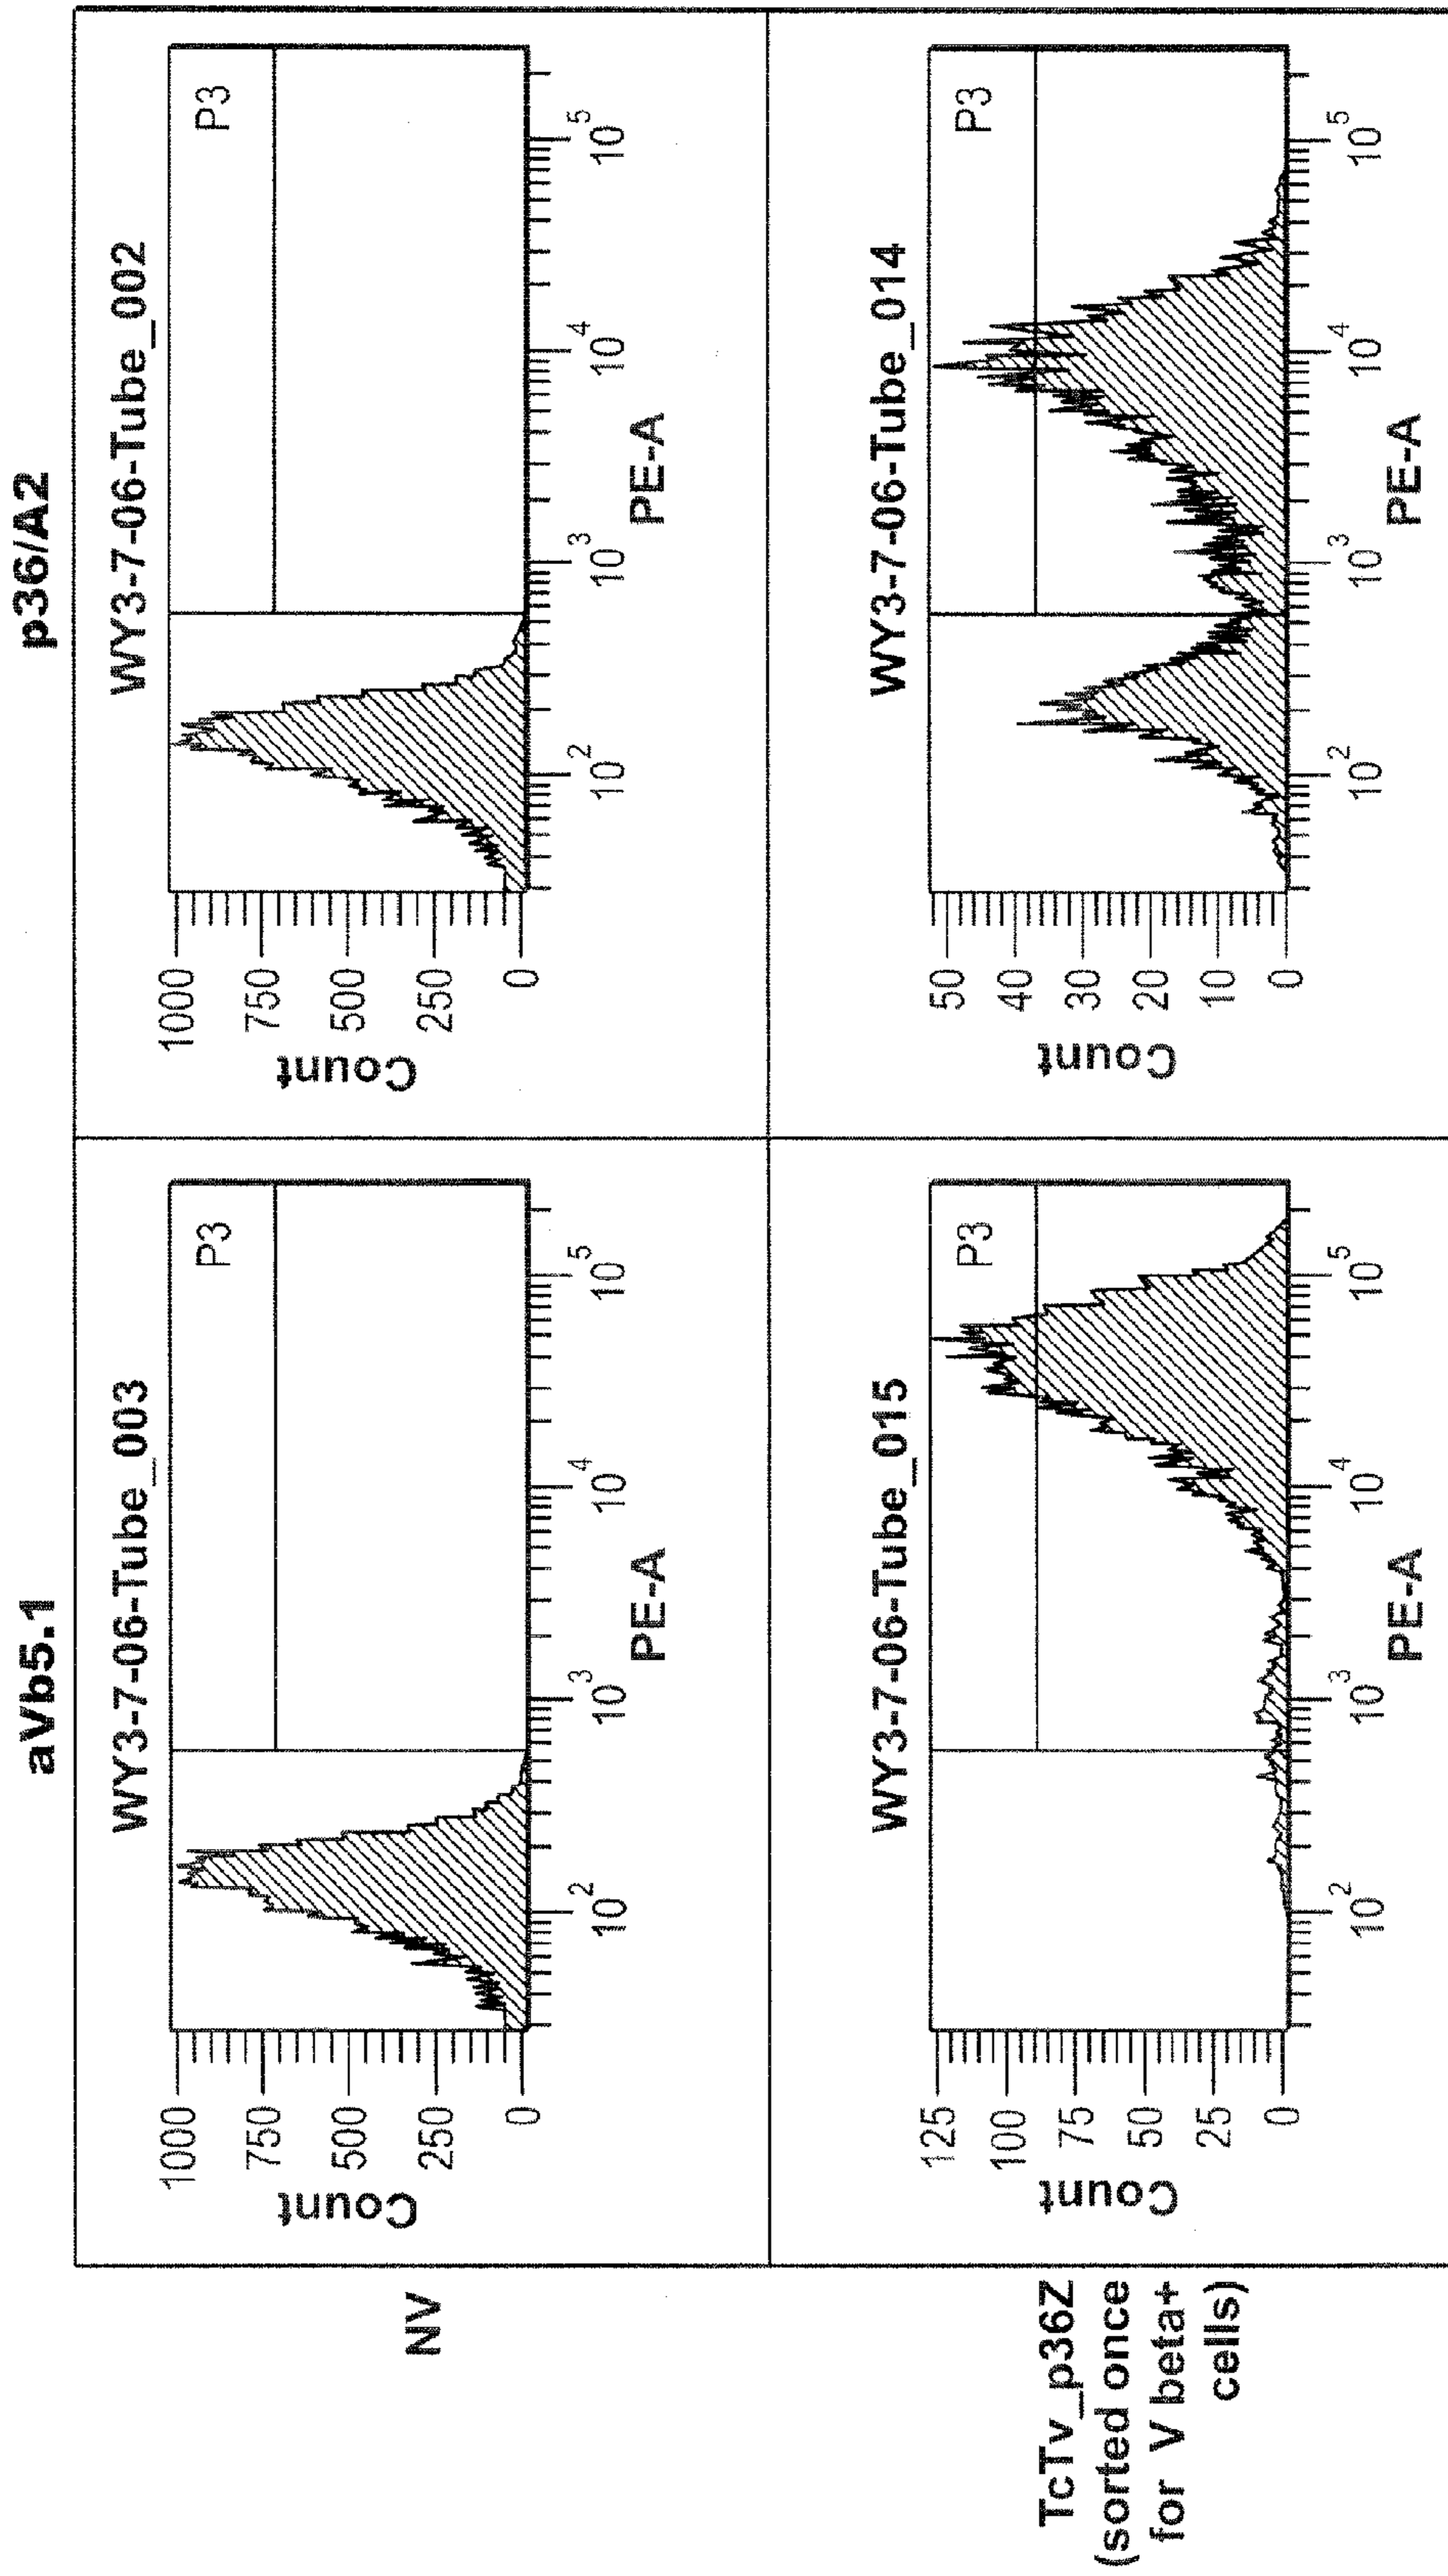 aVb5.1
p36/A2
NV
WY3-7-06-Tube_003
P3
Count
1000
750
500
250
0
10^2
10^3
10^4
10^5
PE-A
WY3-7-06-Tube_002
P3
Count
1000
750
500
250
0
10^2
10^3
10^4
10^5
PE-A
TcTv_p36Z
(sorted once
for V beta+
cells)
WY3-7-06-Tube_015
P3
Count
125
100
75
50
25
0
10^2
10^3
10^4
10^5
PE-A
WY3-7-06-Tube_014
P3
Count
50
40
30
20
10
0
10^2
10^3
10^4
10^5
PE-A